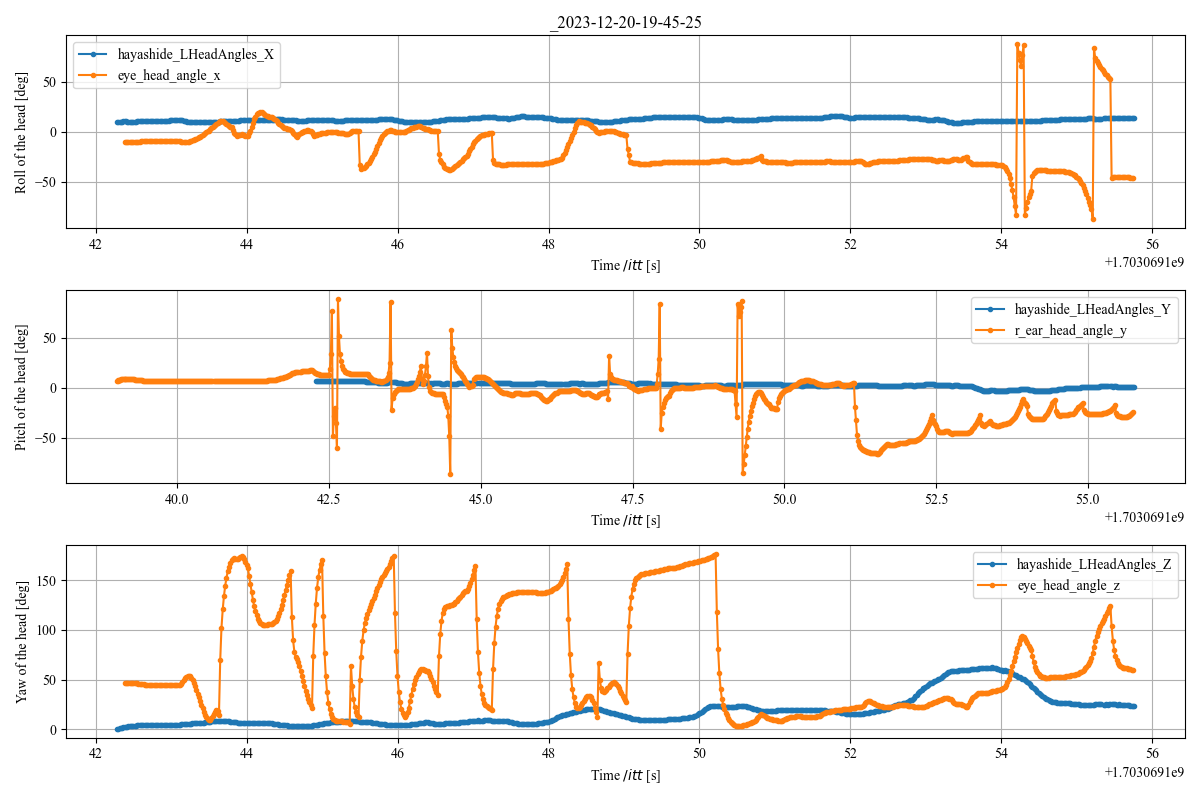 _2023-12-20-19-45-25
Roll of the head [deg]
hayashide_LHeadAngles_X
eye_head_angle_x
50
0
−50
42 44 46 48 50 52 54 56
Time /itt [s]
+1.7030691e9
Pitch of the head [deg]
hayashide_LHeadAngles_Y
r_ear_head_angle_y
50
0
−50
40.0 42.5 45.0 47.5 50.0 52.5 55.0
Time /itt [s]
+1.7030691e9
Yaw of the head [deg]
hayashide_LHeadAngles_Z
eye_head_angle_z
150
100
50
0
42 44 46 48 50 52 54 56
Time /itt [s]
+1.7030691e9